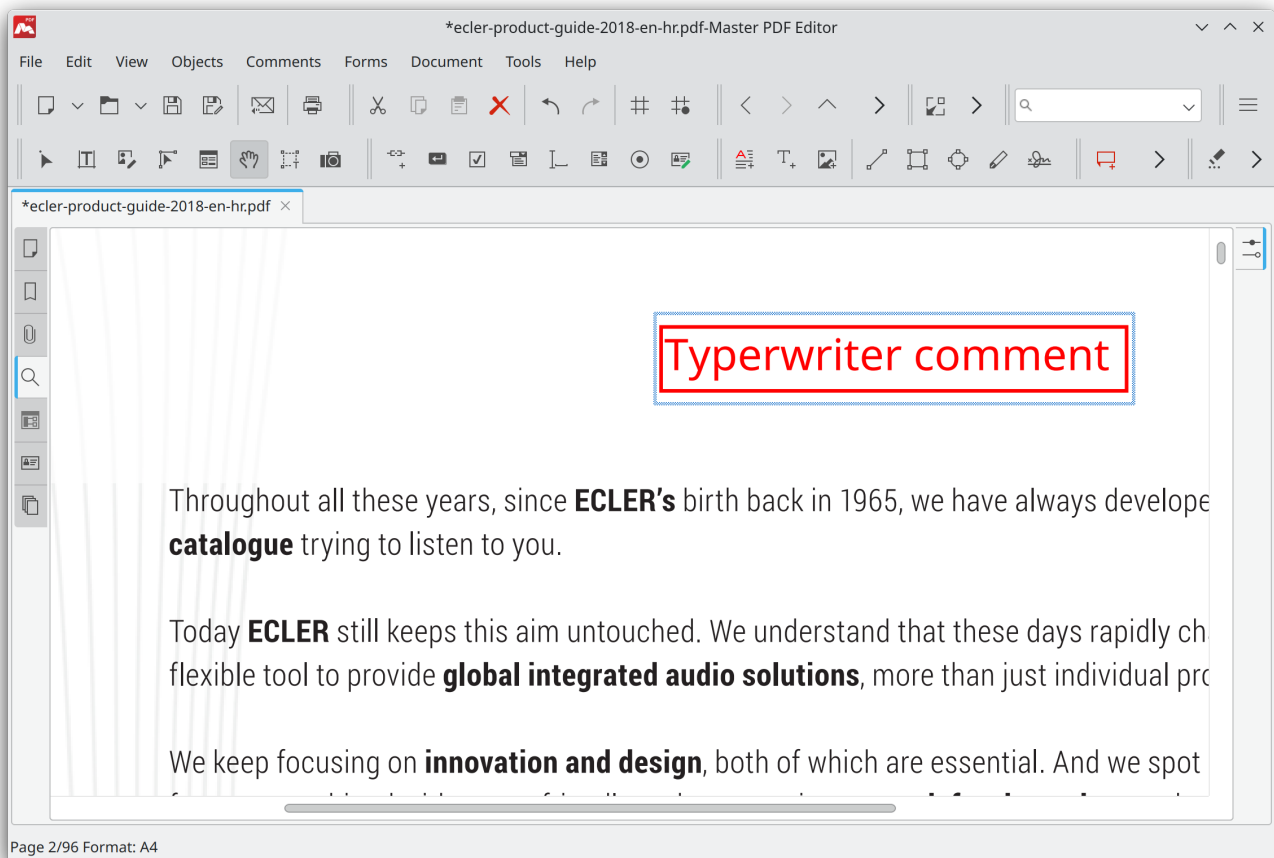 *ecler-product-guide-2018-en-hr.pdf-Master PDF Editor
File Edit View Objects Comments Forms Document Tools Help
*ecler-product-guide-2018-en-hr.pdf
Typerwriter comment
Throughout all these years, since ECLER’s birth back in 1965, we have always develope
catalogue trying to listen to you.
Today ECLER still keeps this aim untouched. We understand that these days rapidly ch
flexible tool to provide global integrated audio solutions, more than just individual pro
We keep focusing on innovation and design, both of which are essential. And we spot
Page 2/96 Format: A4